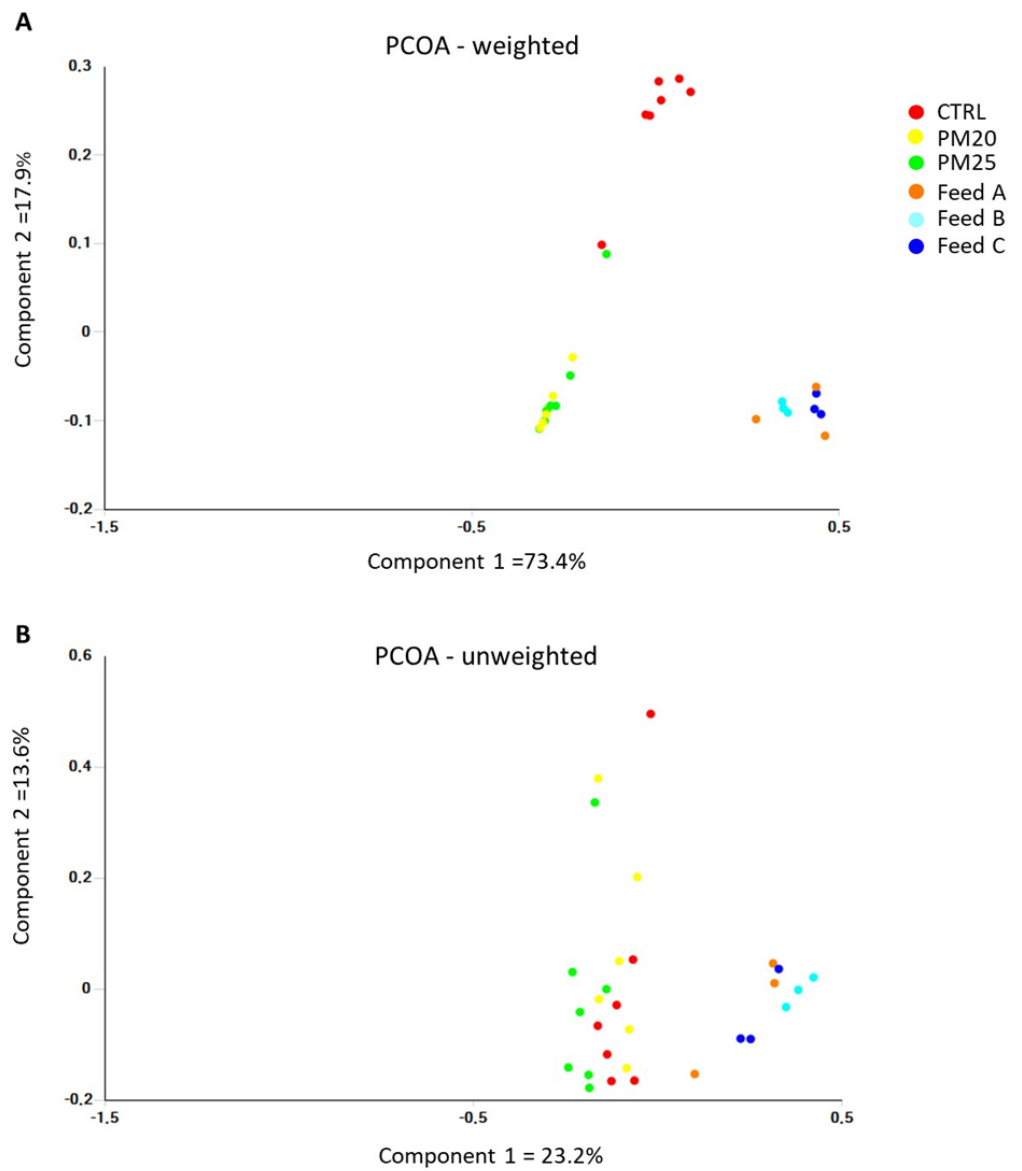 A
PCOA - weighted
0.3
0.2
0.1
0
-0.1
-0.2
-1.5
-0.5
0.5
Component 2 =17.9%
Component 1 =73.4%
CTRL
PM20
PM25
Feed A
Feed B
Feed C
B
PCOA - unweighted
0.6
0.4
0.2
0
-0.2
-1.5
-0.5
0.5
Component 2 =13.6%
Component 1 = 23.2%